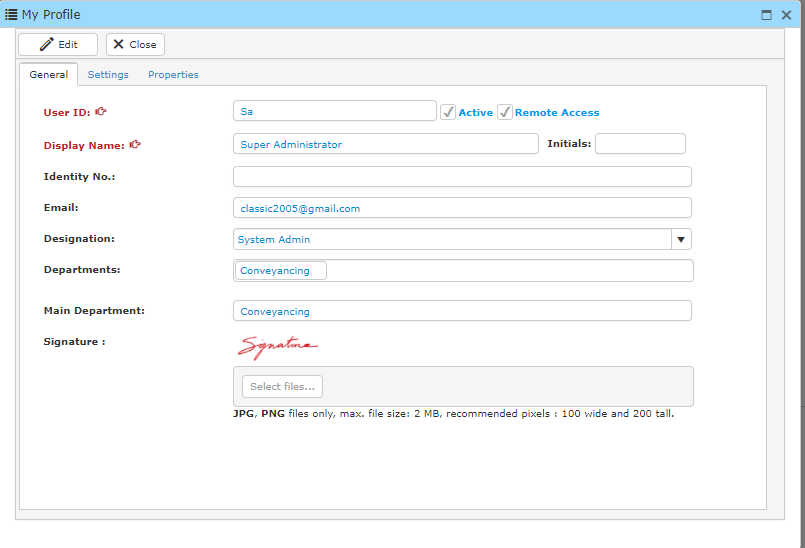 My Profile
Edit Close
General Settings Properties
User ID: Sa Active Remote Access
Display Name: Super Administrator Initials:
Identity No.:
Email: classic2005@gmail.com
Designation: System Admin
Departments: Conveyancing
Main Department: Conveyancing
Signature : Signature
Select files...
JPG, PNG files only, max. file size: 2 MB, recommended pixels : 100 wide and 200 tall.